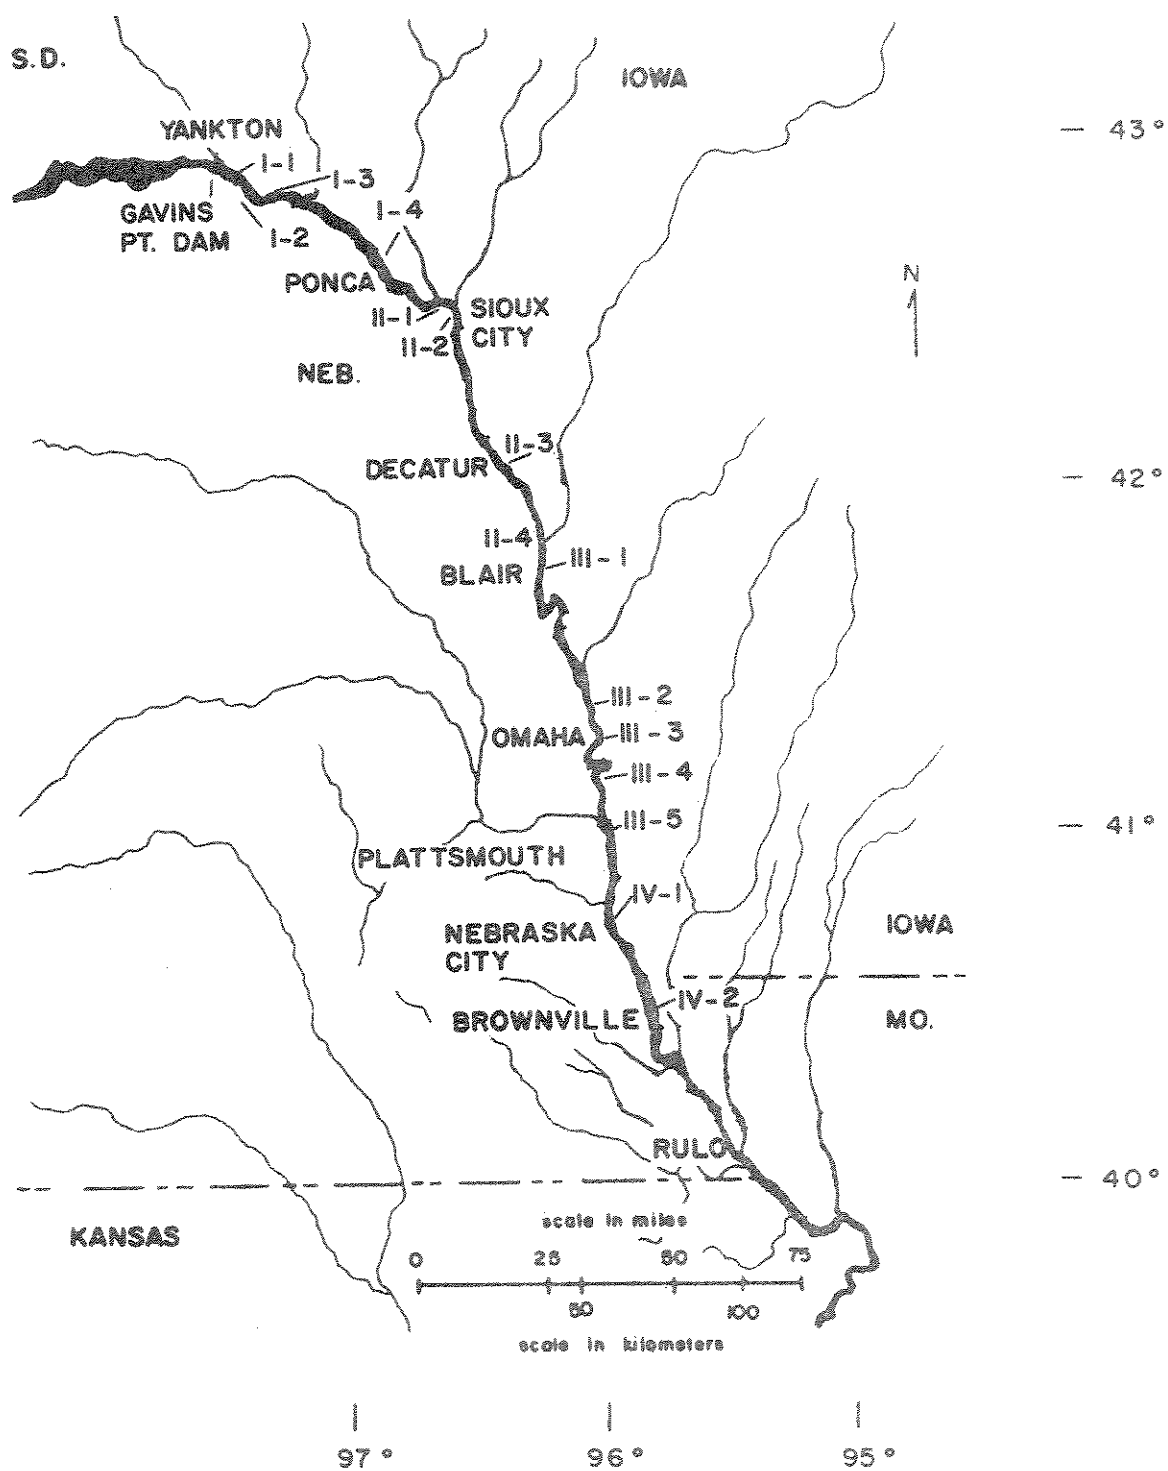 S.D.
IOWA
43°
YANKTON
I-1
I-3
GAVINS
PT. DAM
I-4
I-2
N
PONCA
SIOUX
CITY
II-1
II-2
NEB.
II-3
DECATUR
42°
II-4
III-1
BLAIR
III-2
OMAHA
III-3
III-4
III-5
41°
PLATTSMOUTH
IV-1
NEBRASKA
CITY
IOWA
IV-2
BROWNVILLE
MO.
RULO
40°
KANSAS
scale in miles
0 25 50 75
50 100
scale in kilometers
97° 96° 95°